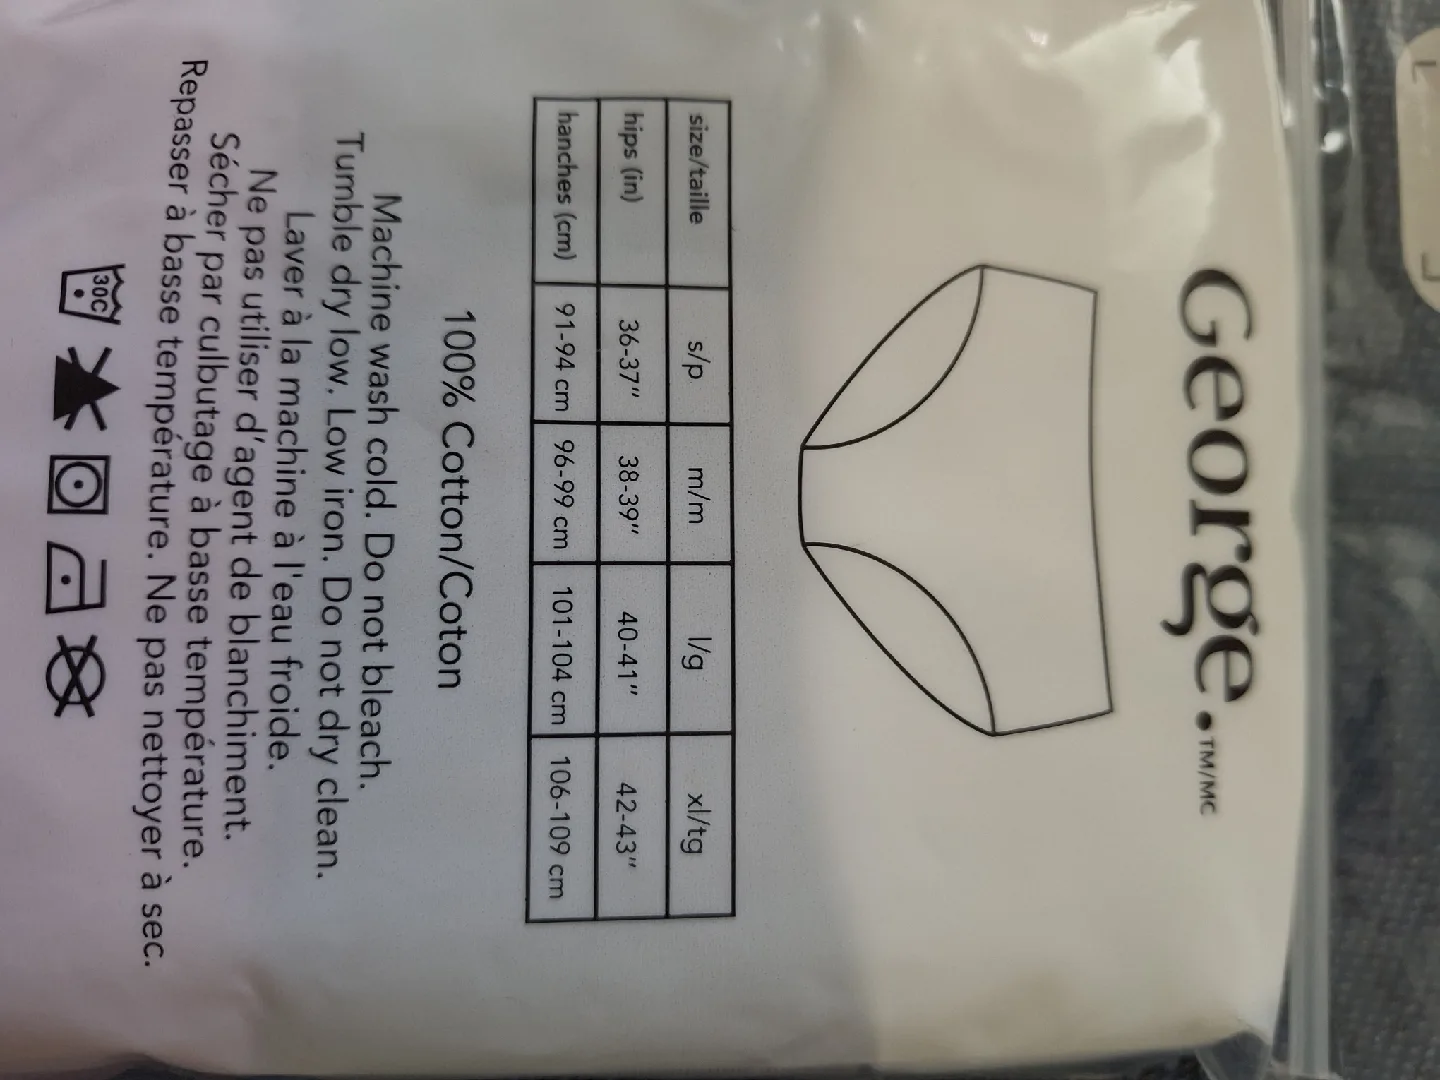 George.TM/MC
size/taille s/p m/m l/g xl/tg
hips (in) 36-37" 38-39" 40-41" 42-43"
hanches (cm) 91-94 cm 96-99 cm 101-104 cm 106-109 cm
100% Cotton/Coton
Machine wash cold. Do not bleach.
Tumble dry low. Low iron. Do not dry clean.
Laver à la machine à l'eau froide.
Ne pas utiliser d'agent de blanchiment.
Sécher par culbutage à basse température.
Repasser à basse température. Ne pas nettoyer à sec.
30C